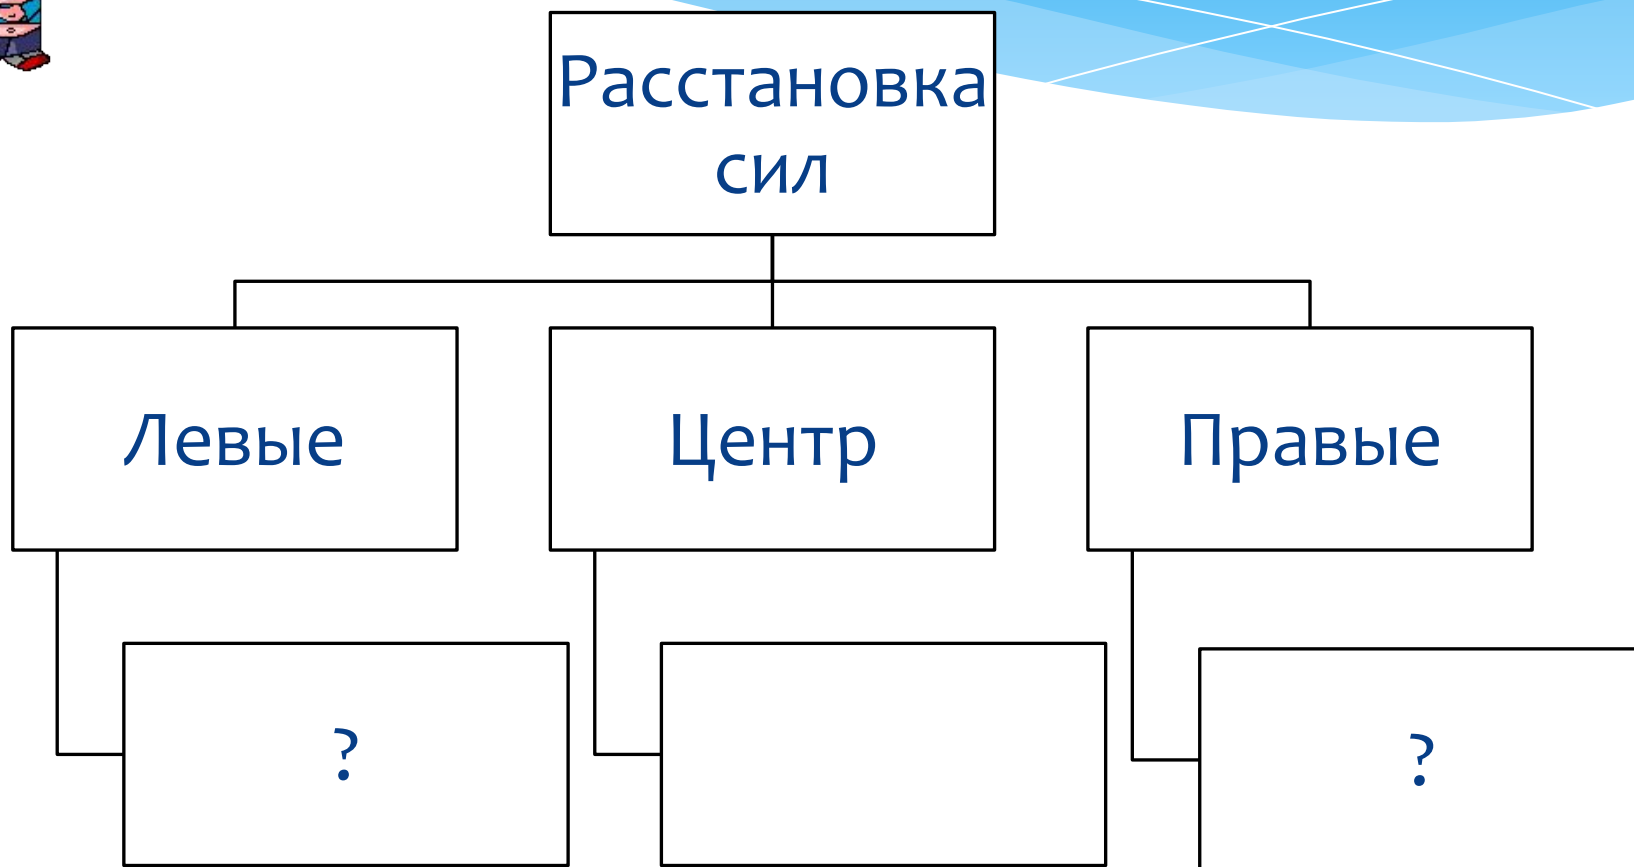 Расстановка
сил
Левые
Центр
Правые
?
?